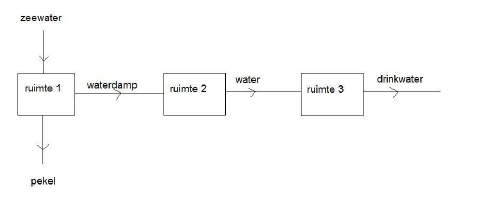 zeewater
ruimte 1
waterdamp
ruimte 2
water
ruimte 3
drinkwater
pekel